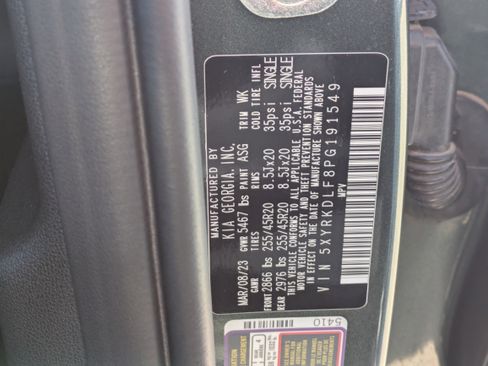 MANUFACTURED BY
KIA GEORGIA, INC.
MAR/08/23 GVWR 5467 lbs PAINT ASG TRIM WK
GAWR TIRES RIMS COLD TIRE INFL
FRONT 2866 lbs 255/45R20 8.5Jx20 35psi SINGLE
REAR 2976 lbs 255/45R20 8.5Jx20 35psi SINGLE
THIS VEHICLE CONFORMS TO ALL APPLICABLE U.S.A. FEDERAL
MOTOR VEHICLE SAFETY AND THEFT PREVENTION STANDARDS
IN EFFECT ON THE DATE OF MANUFACTURE SHOWN ABOVE
VIN 5XYRKDLF8PG191549
MPV
5410